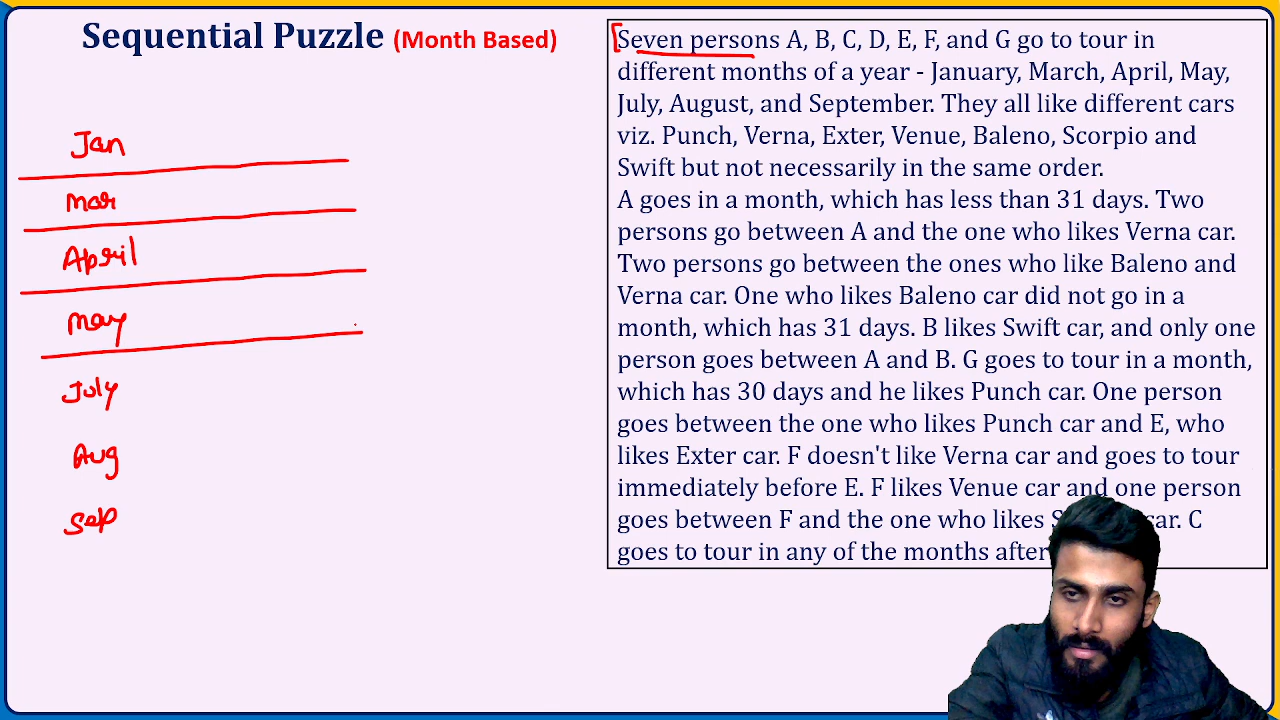 Sequential Puzzle (Month Based)
Jan
Mar
April
May
July
Aug
Sep
Seven persons A, B, C, D, E, F, and G go to tour in
different months of a year - January, March, April, May,
July, August, and September. They all like different cars
viz. Punch, Verna, Exter, Venue, Baleno, Scorpio and
Swift but not necessarily in the same order.
A goes in a month, which has less than 31 days. Two
persons go between A and the one who likes Verna car.
Two persons go between the ones who like Baleno and
Verna car. One who likes Baleno car did not go in a
month, which has 31 days. B likes Swift car, and only one
person goes between A and B. G goes to tour in a month,
which has 30 days and he likes Punch car. One person
goes between the one who likes Punch car and E, who
likes Exter car. F doesn't like Verna car and goes to tour
immediately before E. F likes Venue car and one person
goes between F and the one who likes car. C
goes to tour in any of the months after